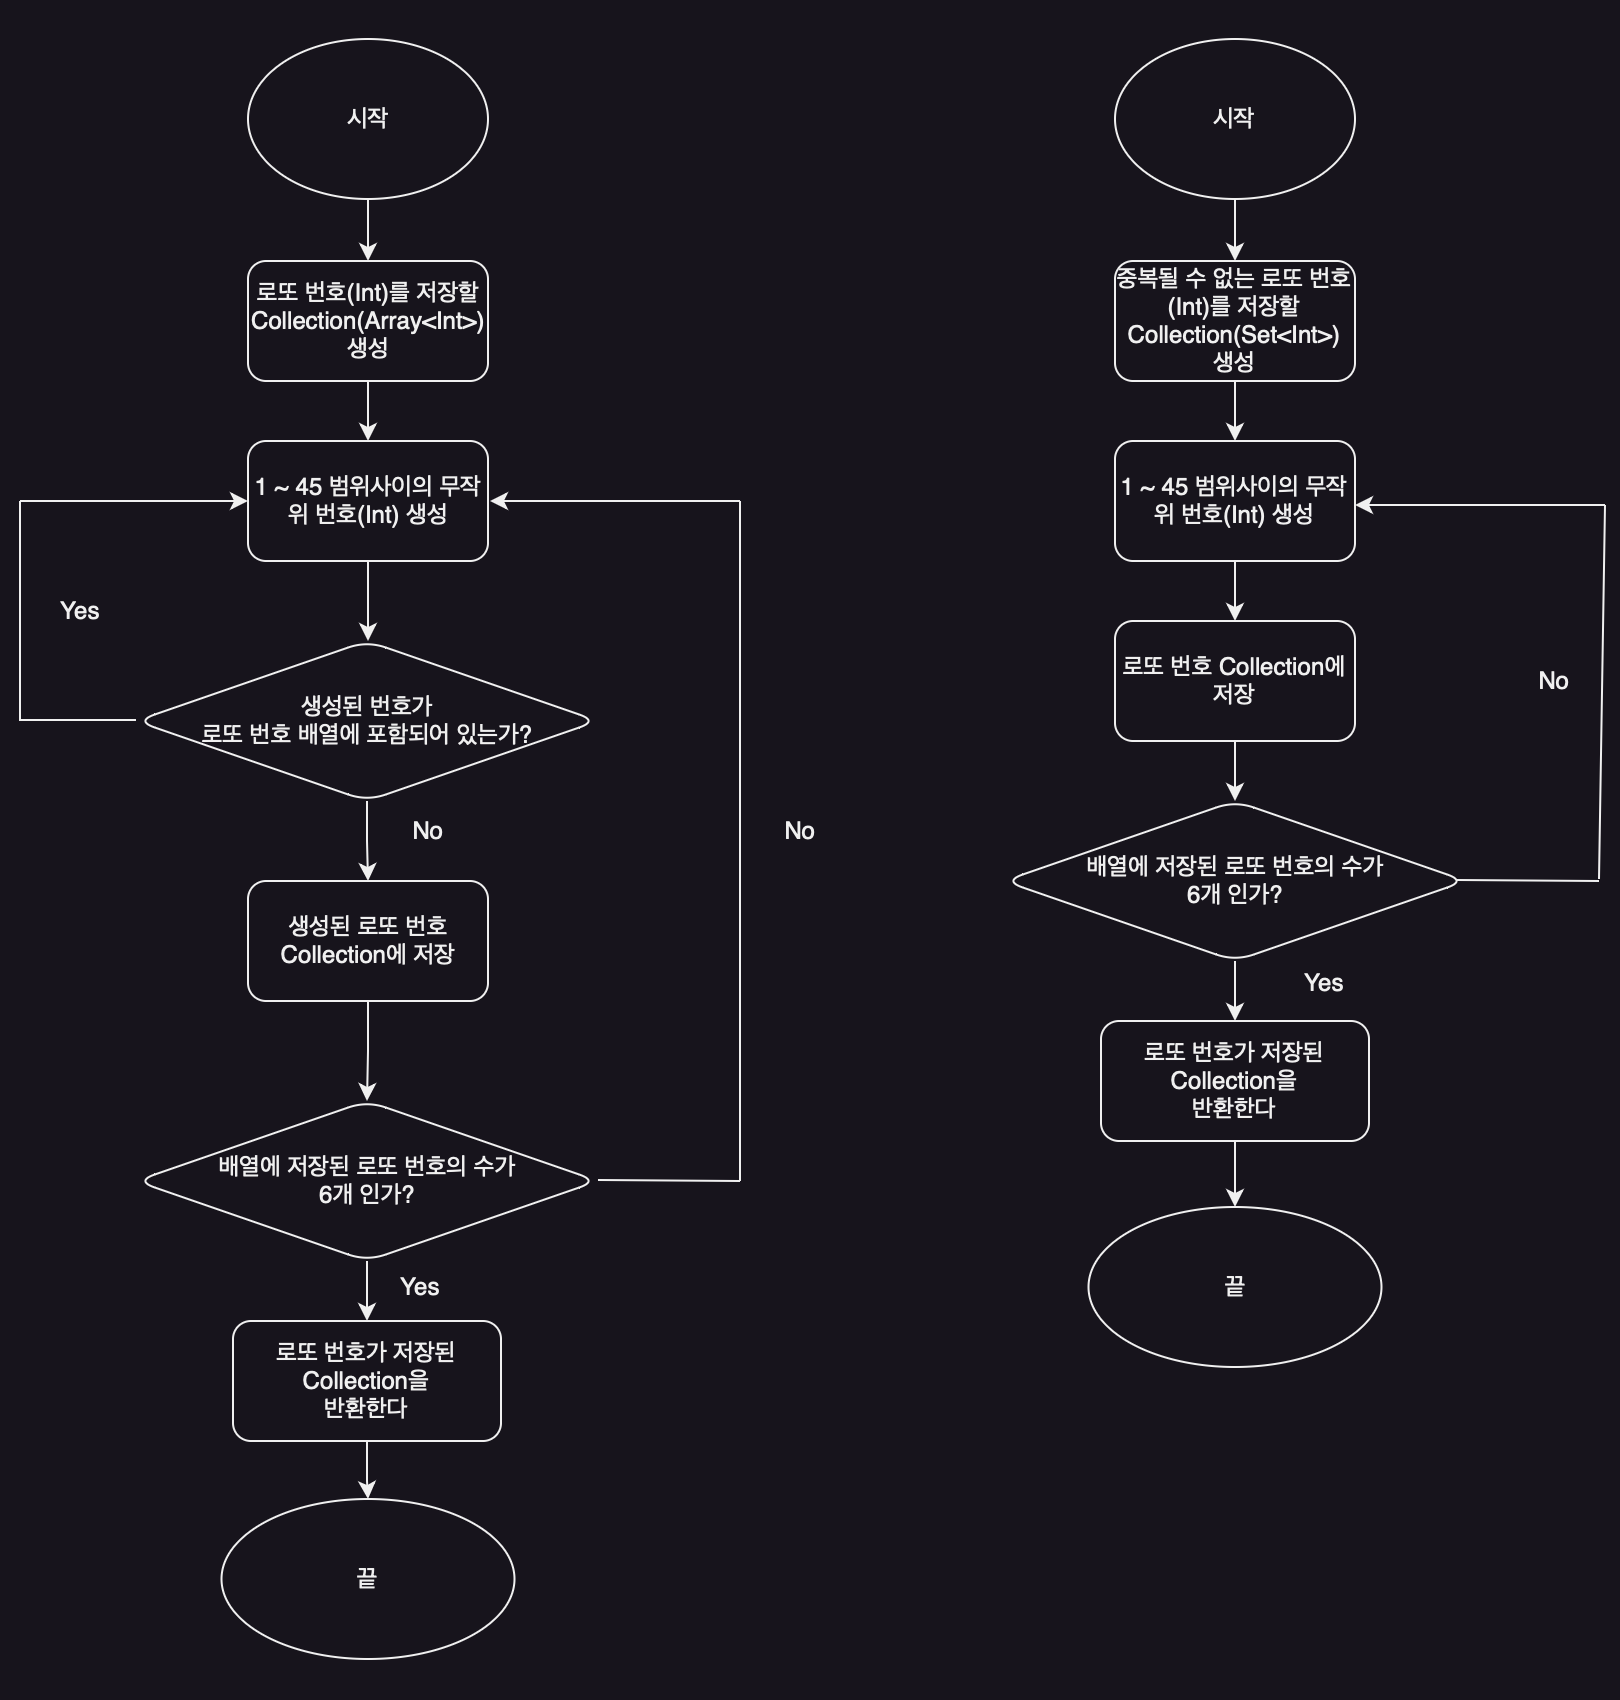 시작
로또 번호(Int)를 저장할
Collection(Array<Int>)
생성
1 ~ 45 범위사이의 무작
위 번호(Int) 생성
Yes
생성된 번호가
로또 번호 배열에 포함되어 있는가?
No
No
생성된 로또 번호
Collection에 저장
배열에 저장된 로또 번호의 수가
6개 인가?
Yes
로또 번호가 저장된
Collection을
반환한다
끝
시작
중복될 수 없는 로또 번호
(Int)를 저장할
Collection(Set<Int>)
생성
1 ~ 45 범위사이의 무작
위 번호(Int) 생성
로또 번호 Collection에
저장
No
배열에 저장된 로또 번호의 수가
6개 인가?
Yes
로또 번호가 저장된
Collection을
반환한다
끝